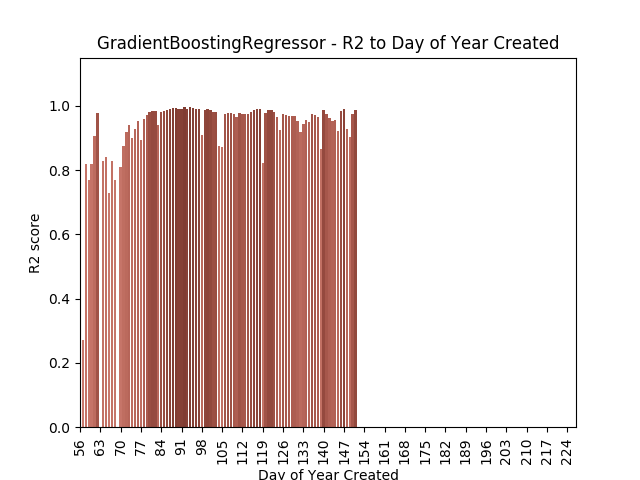 GradientBoostingRegressor - R2 to Day of Year Created
R2 score
1.0
0.8
0.6
0.4
0.2
0.0
56 63 70 77 84 91 98 105 112 119 126 133 140 147 154 161 168 175 182 189 196 203 210 217 224
Day of Year Created